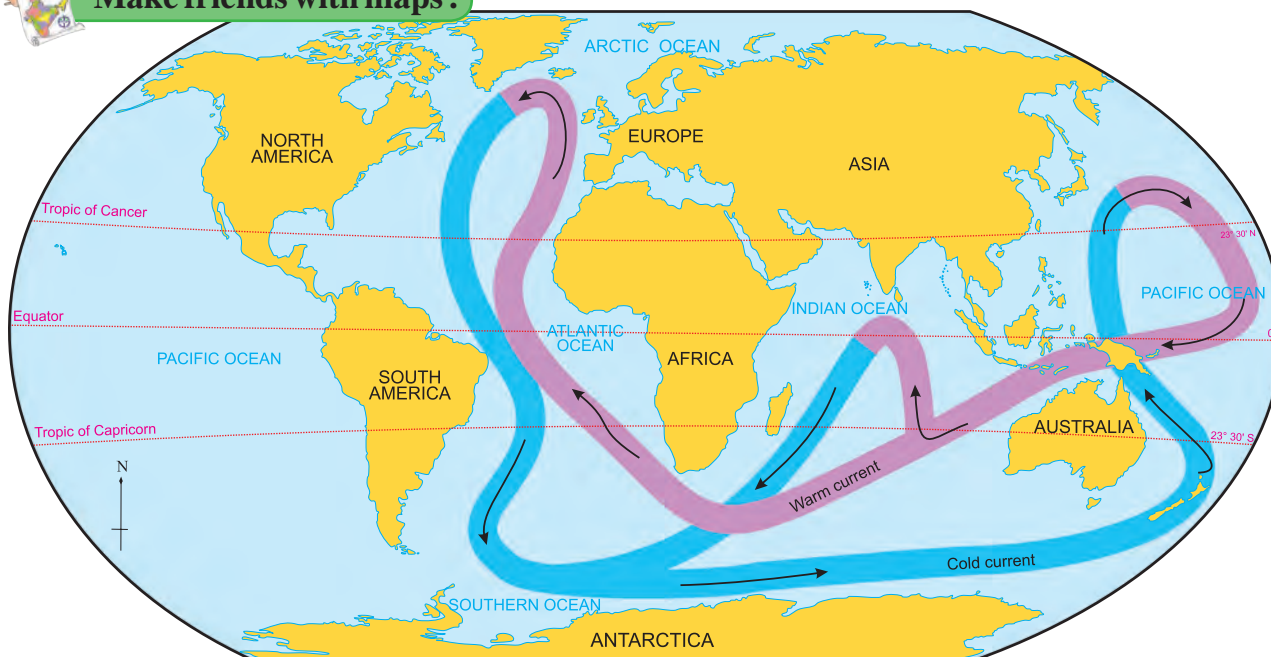 Make friends with maps !
ARCTIC OCEAN
NORTH
AMERICA
EUROPE
ASIA
Tropic of Cancer
23° 30' N
PACIFIC OCEAN
INDIAN OCEAN
Equator
0
ATLANTIC
OCEAN
PACIFIC OCEAN
AFRICA
SOUTH
AMERICA
AUSTRALIA
Tropic of Capricorn
23° 30' S
N
Warm current
Cold current
SOUTHERN OCEAN
ANTARCTICA